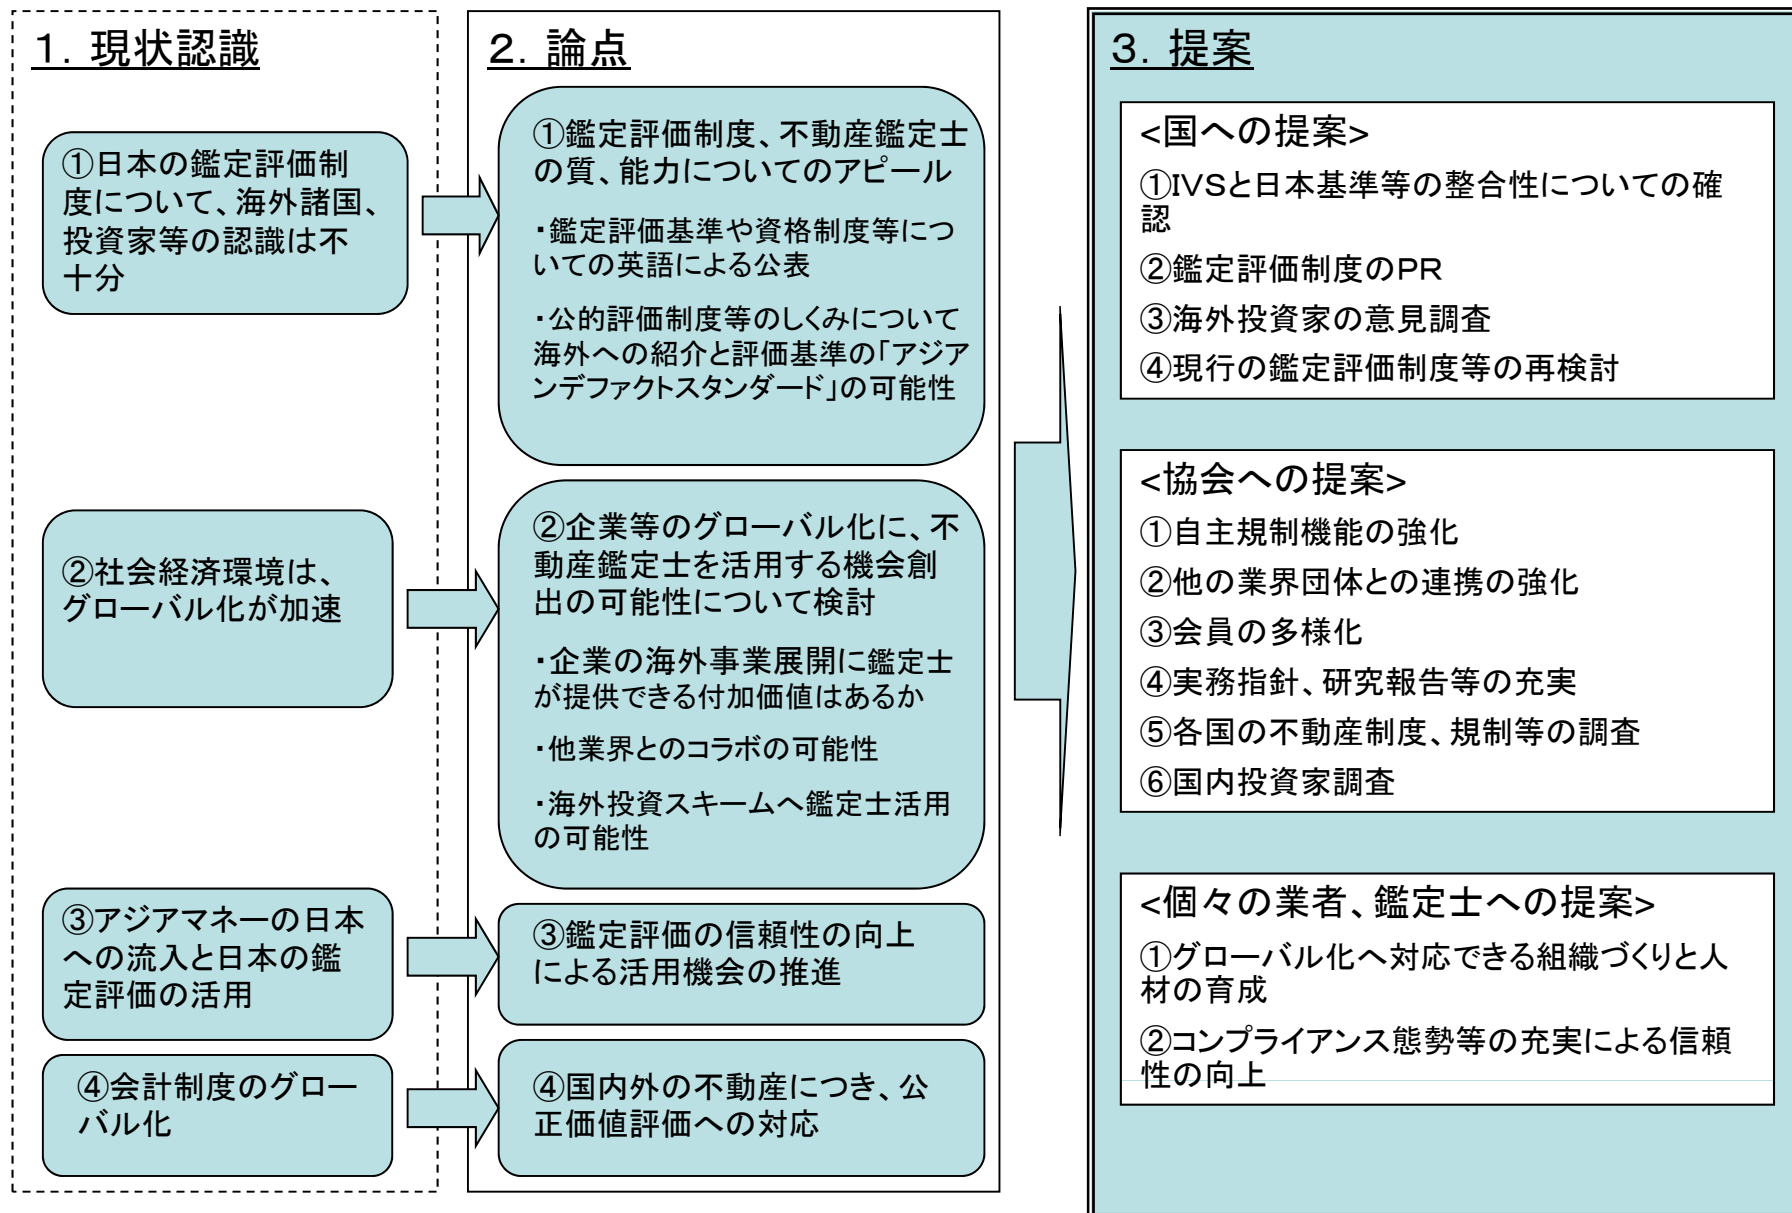 １．現状認識
①日本の鑑定評価制
度について、海外諸国、
投資家等の認識は不
十分
②社会経済環境は、
グローバル化が加速
③アジアマネーの日本
への流入と日本の鑑
定評価の活用
④会計制度のグロー
バル化
２．論点
①鑑定評価制度、不動産鑑定士
の質、能力についてのアピール
・鑑定評価基準や資格制度等につ
いての英語による公表
・公的評価制度等のしくみについて
海外への紹介と評価基準の「アジア
ンデファクトスタンダード」の可能性
②企業等のグローバル化に、不
動産鑑定士を活用する機会創
出の可能性について検討
・企業の海外事業展開に鑑定士
が提供できる付加価値はあるか
・他業界とのコラボの可能性
・海外投資スキームへ鑑定士活用
の可能性
③鑑定評価の信頼性の向上
による活用機会の推進
④国内外の不動産につき、公
正価値評価への対応
３．提案
<国への提案>
①IVSと日本基準等の整合性についての確
認
②鑑定評価制度のPR
③海外投資家の意見調査
④現行の鑑定評価制度等の再検討
<協会への提案>
①自主規制機能の強化
②他の業界団体との連携の強化
③会員の多様化
④実務指針、研究報告等の充実
⑤各国の不動産制度、規制等の調査
⑥国内投資家調査
<個々の業者、鑑定士への提案>
①グローバル化へ対応できる組織づくりと人
材の育成
②コンプライアンス態勢等の充実による信頼
性の向上